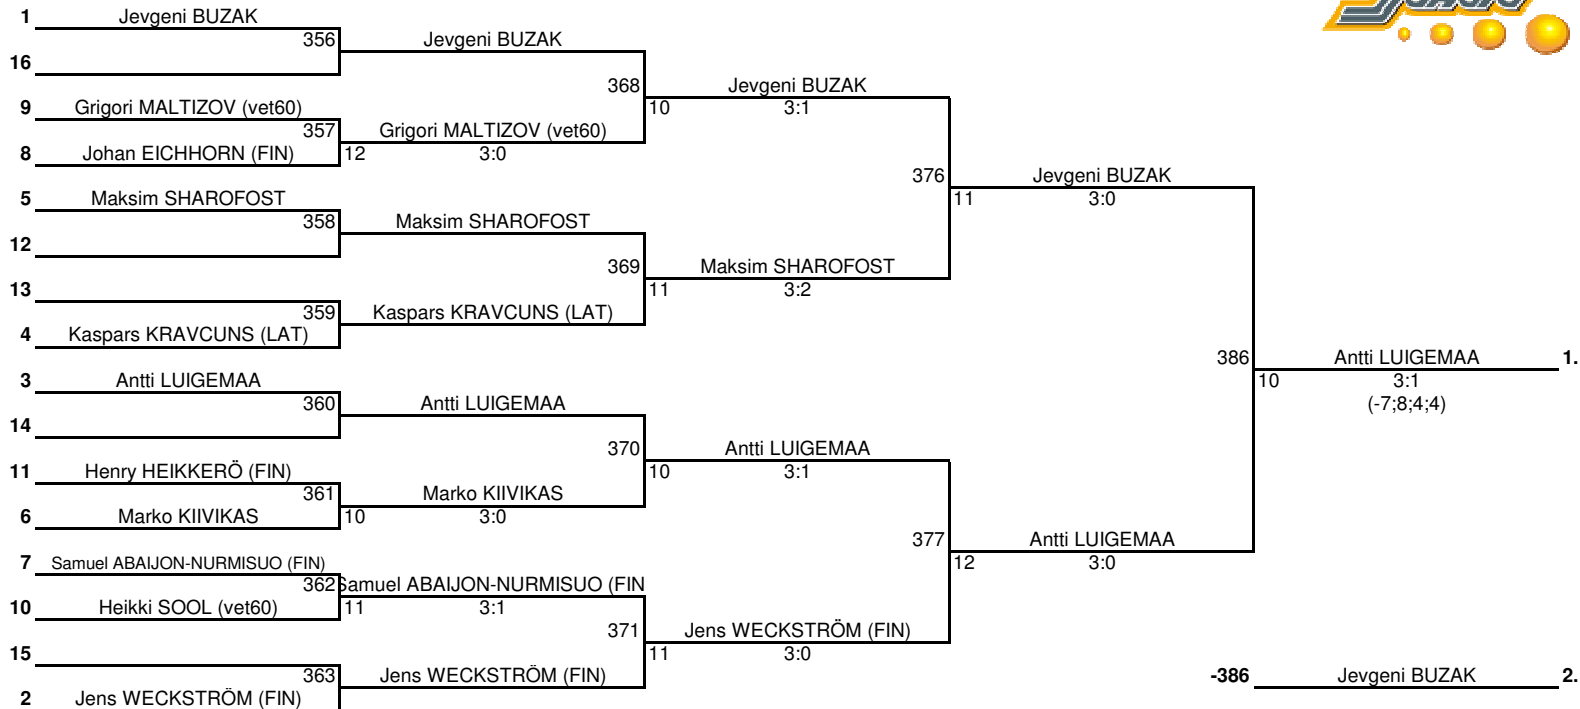 1 Jevgeni BUZAK
356 Jevgeni BUZAK
16
368 Jevgeni BUZAK
10 3:1
9 Grigori MALTIZOV (vet60)
357 Grigori MALTIZOV (vet60)
8 Johan EICHHORN (FIN) 12 3:0
376 Jevgeni BUZAK
11 3:0
5 Maksim SHAROFOST
358 Maksim SHAROFOST
12
369 Maksim SHAROFOST
11 3:2
13
359 Kaspars KRAVCUNS (LAT)
4 Kaspars KRAVCUNS (LAT)
386 Antti LUIGEMAA 1.
10 3:1
(-7;8;4;4)
3 Antti LUIGEMAA
360 Antti LUIGEMAA
14
370 Antti LUIGEMAA
10 3:1
11 Henry HEIKKERÖ (FIN)
361 Marko KIIVIKAS
6 Marko KIIVIKAS 10 3:0
377 Antti LUIGEMAA
12 3:0
7 Samuel ABAIJON-NURMISUO (FIN)
362 Samuel ABAIJON-NURMISUO (FIN
10 Heikki SOOL (vet60) 11 3:1
371 Jens WECKSTRÖM (FIN)
11 3:0
15
363 Jens WECKSTRÖM (FIN)
-386 Jevgeni BUZAK 2.
2 Jens WECKSTRÖM (FIN)